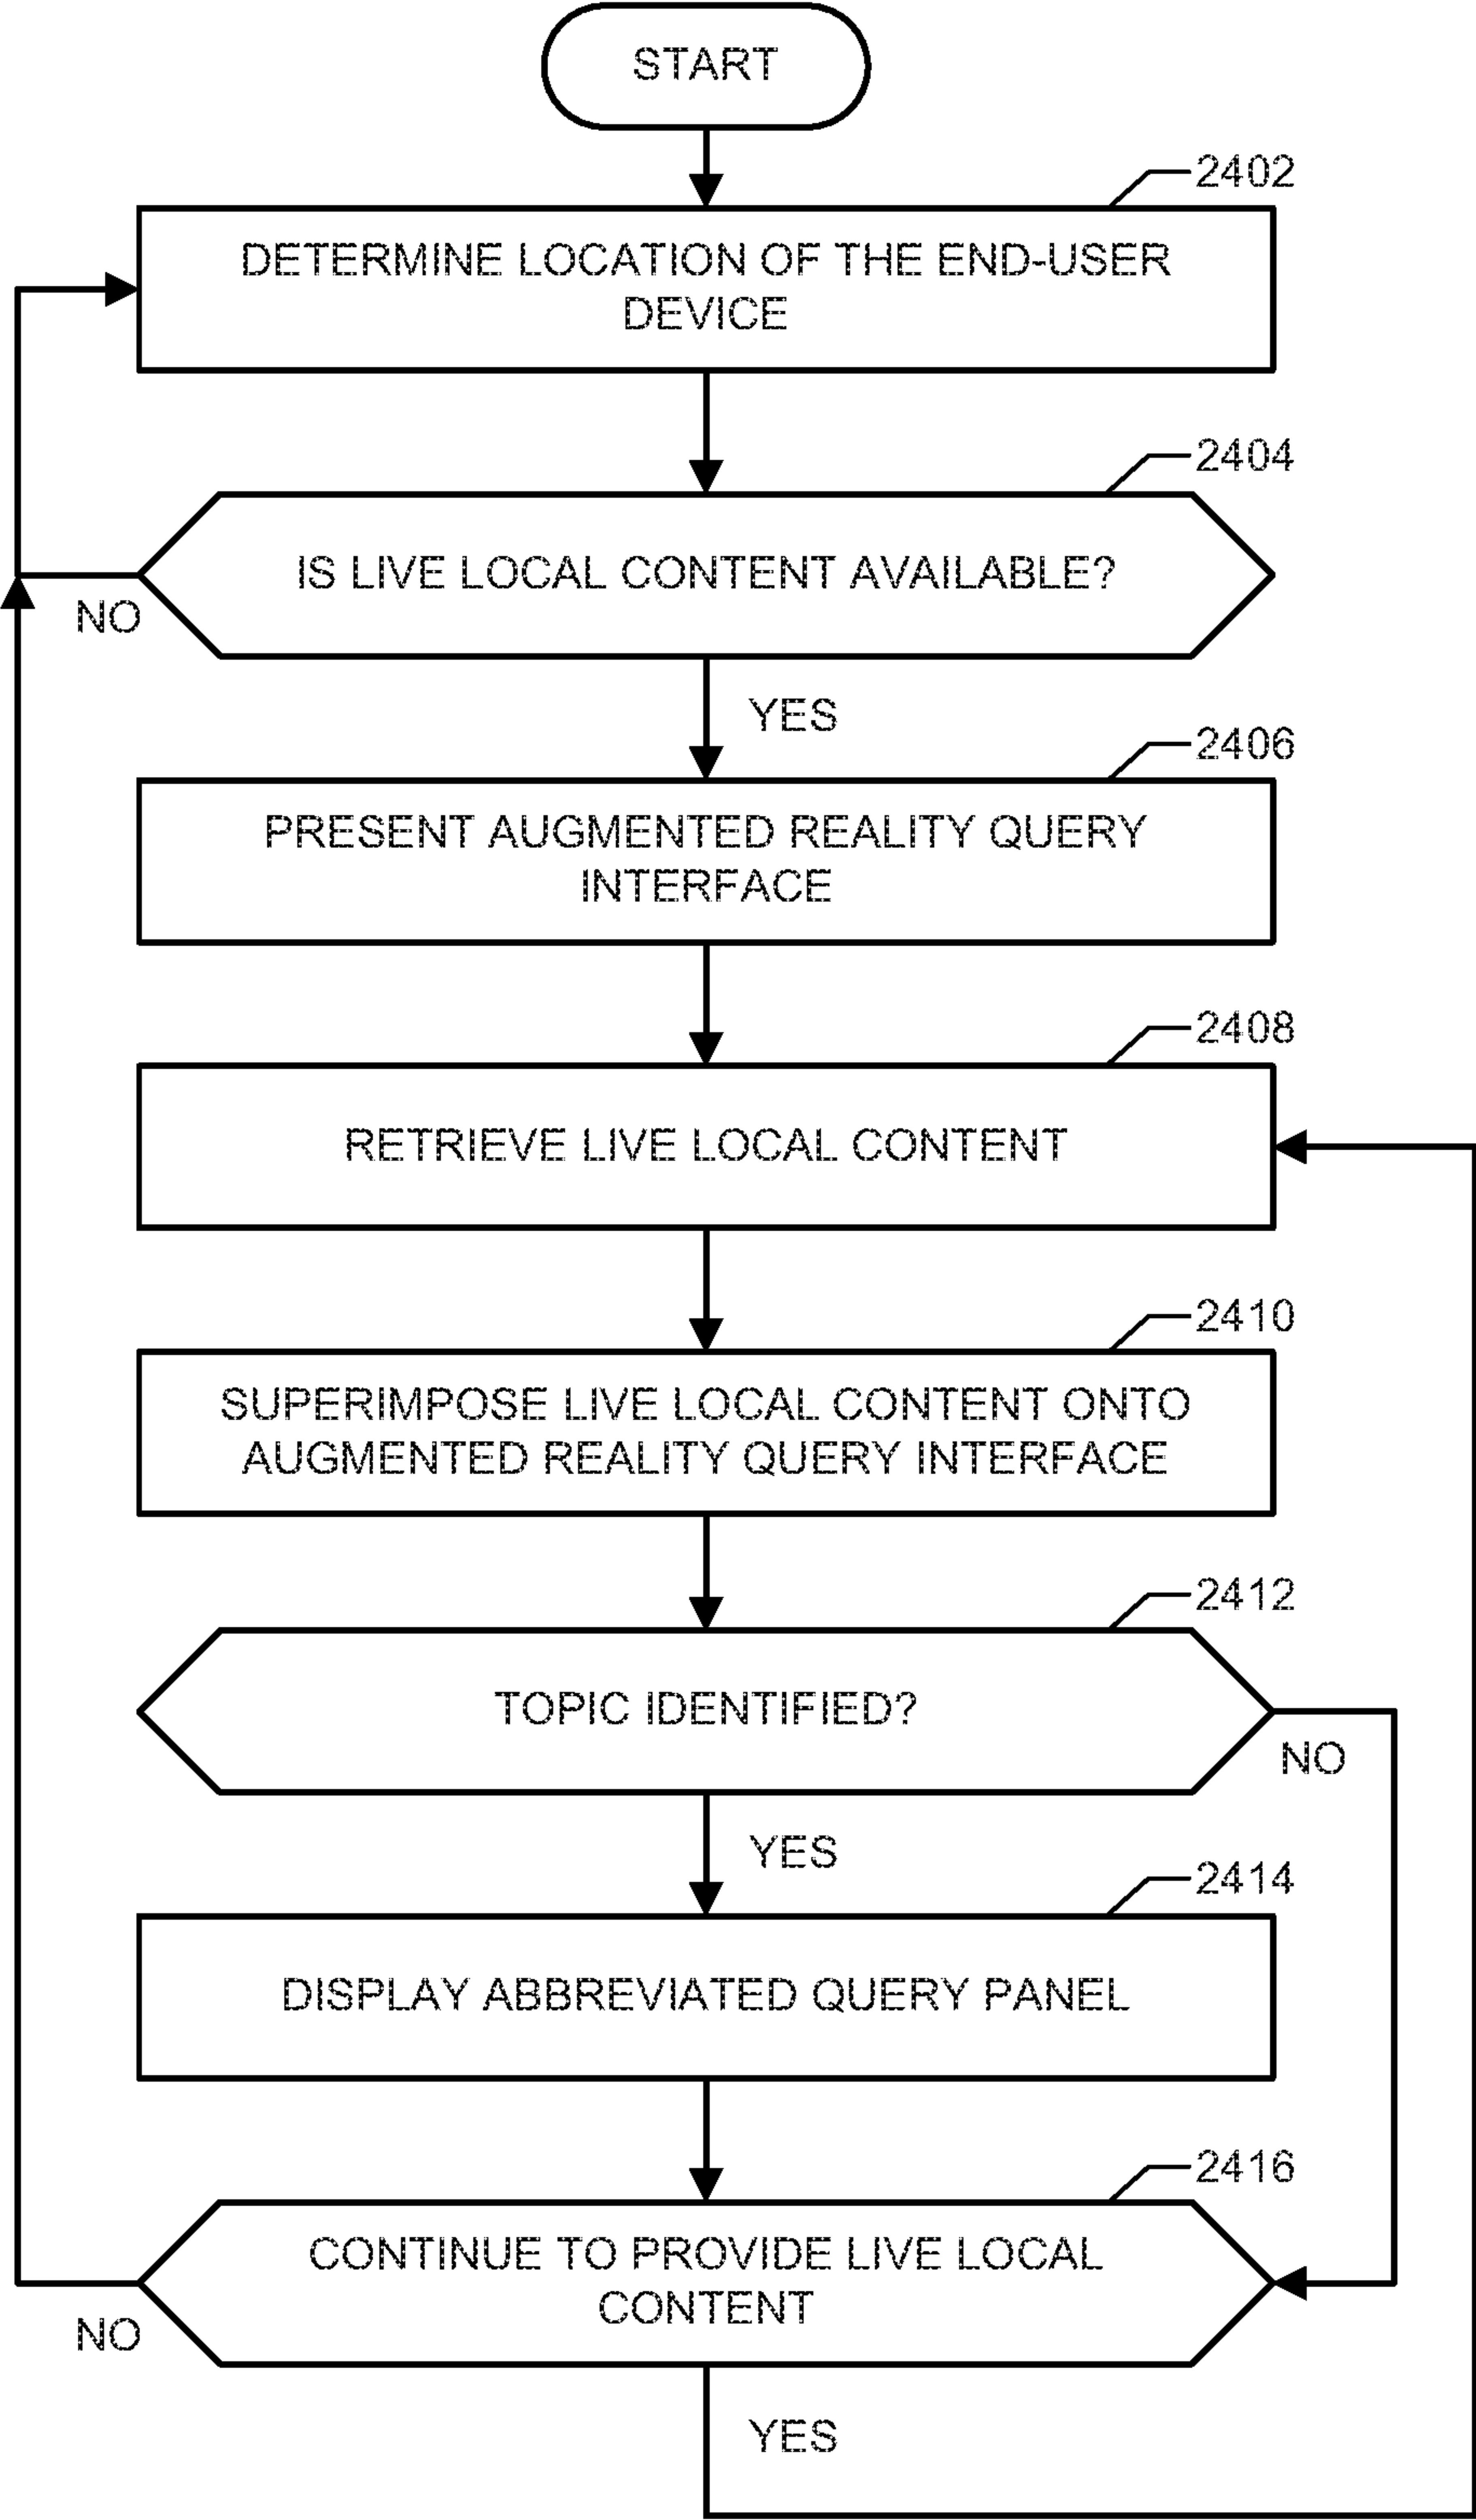 START
2402
DETERMINE LOCATION OF THE END-USER
DEVICE
2404
IS LIVE LOCAL CONTENT AVAILABLE?
NO
YES
2406
PRESENT AUGMENTED REALITY QUERY
INTERFACE
2408
RETRIEVE LIVE LOCAL CONTENT
2410
SUPERIMPOSE LIVE LOCAL CONTENT ONTO
AUGMENTED REALITY QUERY INTERFACE
2412
TOPIC IDENTIFIED?
NO
YES
2414
DISPLAY ABBREVIATED QUERY PANEL
2416
CONTINUE TO PROVIDE LIVE LOCAL
CONTENT
NO
YES